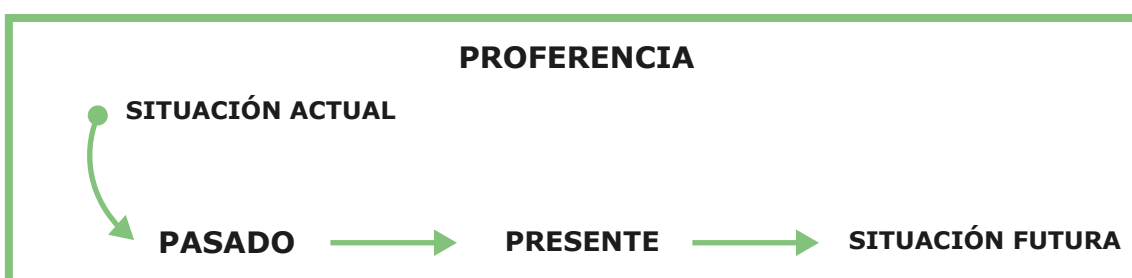 PROFERENCIA
SITUACIÓN ACTUAL
PASADO PRESENTE SITUACIÓN FUTURA